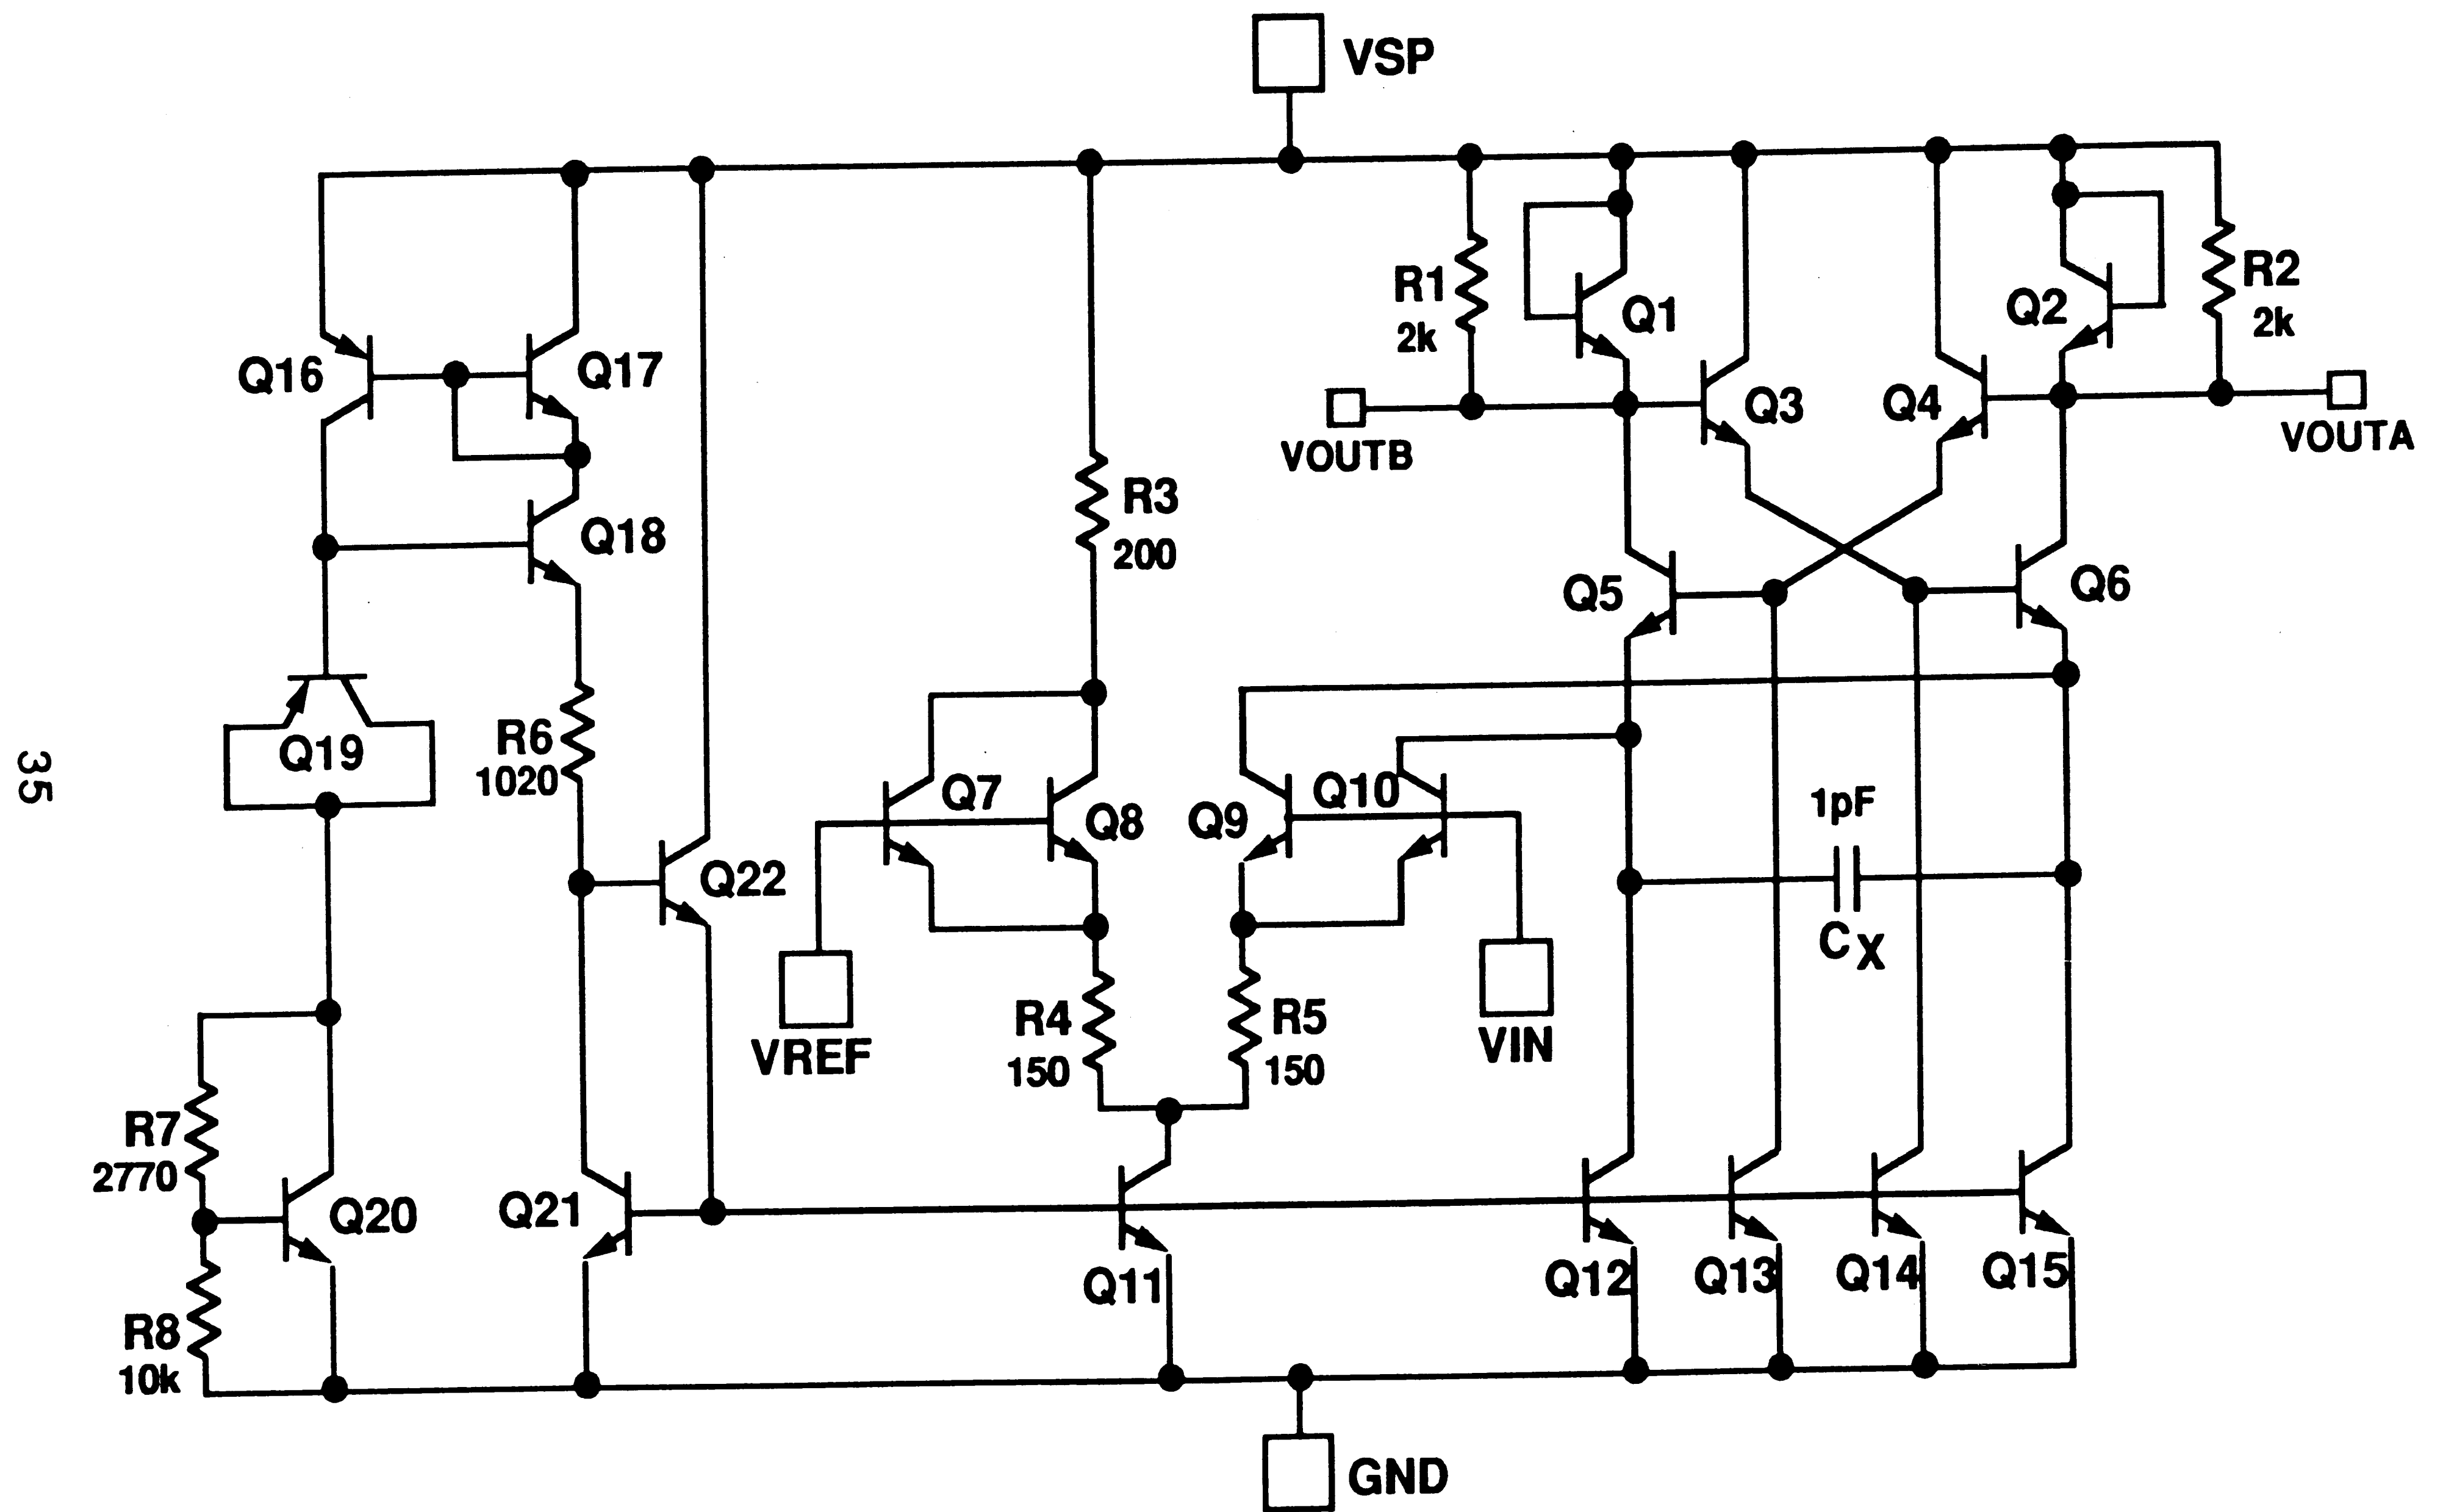 VSP
R1
2k
Q1
Q2
R2
2k
Q16
Q17
Q3
Q4
VOUTB
VOUTA
R3
200
Q18
Q5
Q6
Q19
R6
1020
35
Q7
Q8
Q9
Q10
1pF
Q22
CX
R4
150
R5
150
VREF
VIN
R7
2770
Q20
Q21
Q11
Q12
Q13
Q14
Q15
R8
10k
GND